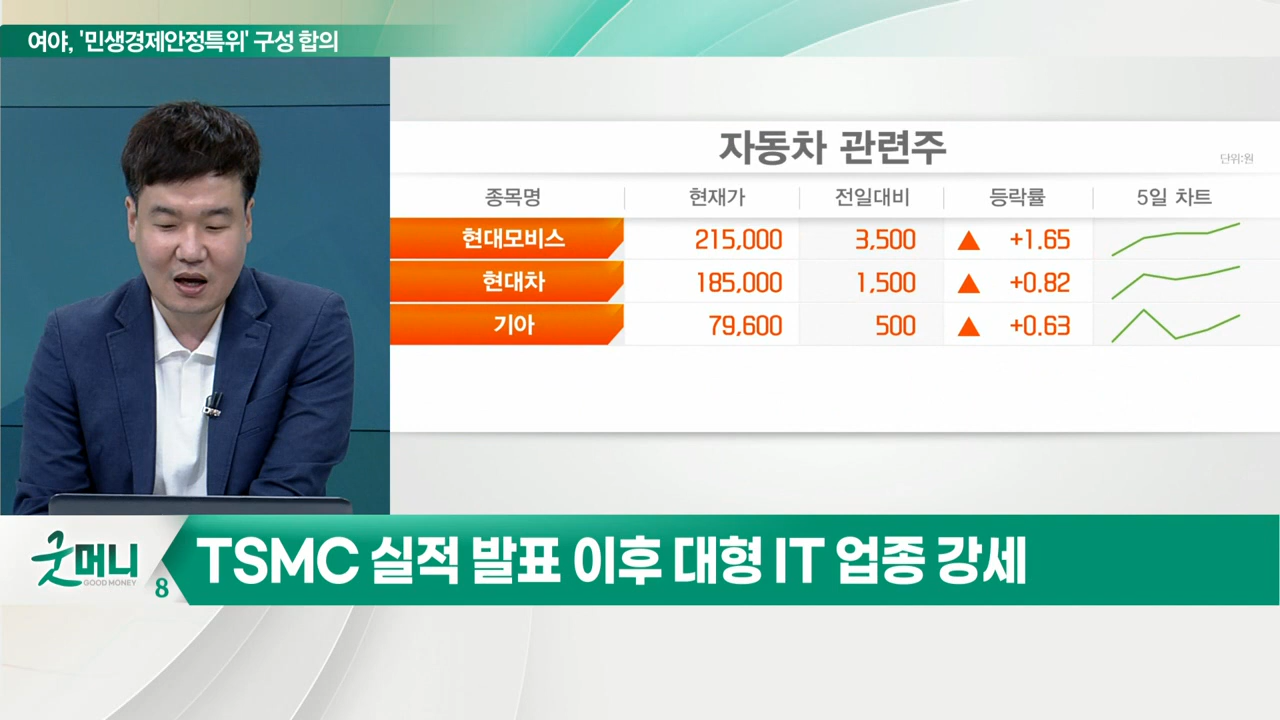 여야, '민생경제안정특위' 구성 합의
자동차 관련주
단위:원
종목명 현재가 전일대비 등락률 5일 차트
현대모비스 215,000 3,500 ▲ +1.65
현대차 185,000 1,500 ▲ +0.82
기아 79,600 500 ▲ +0.63
굿머니
GOOD MONEY
8
TSMC 실적 발표 이후 대형 IT 업종 강세